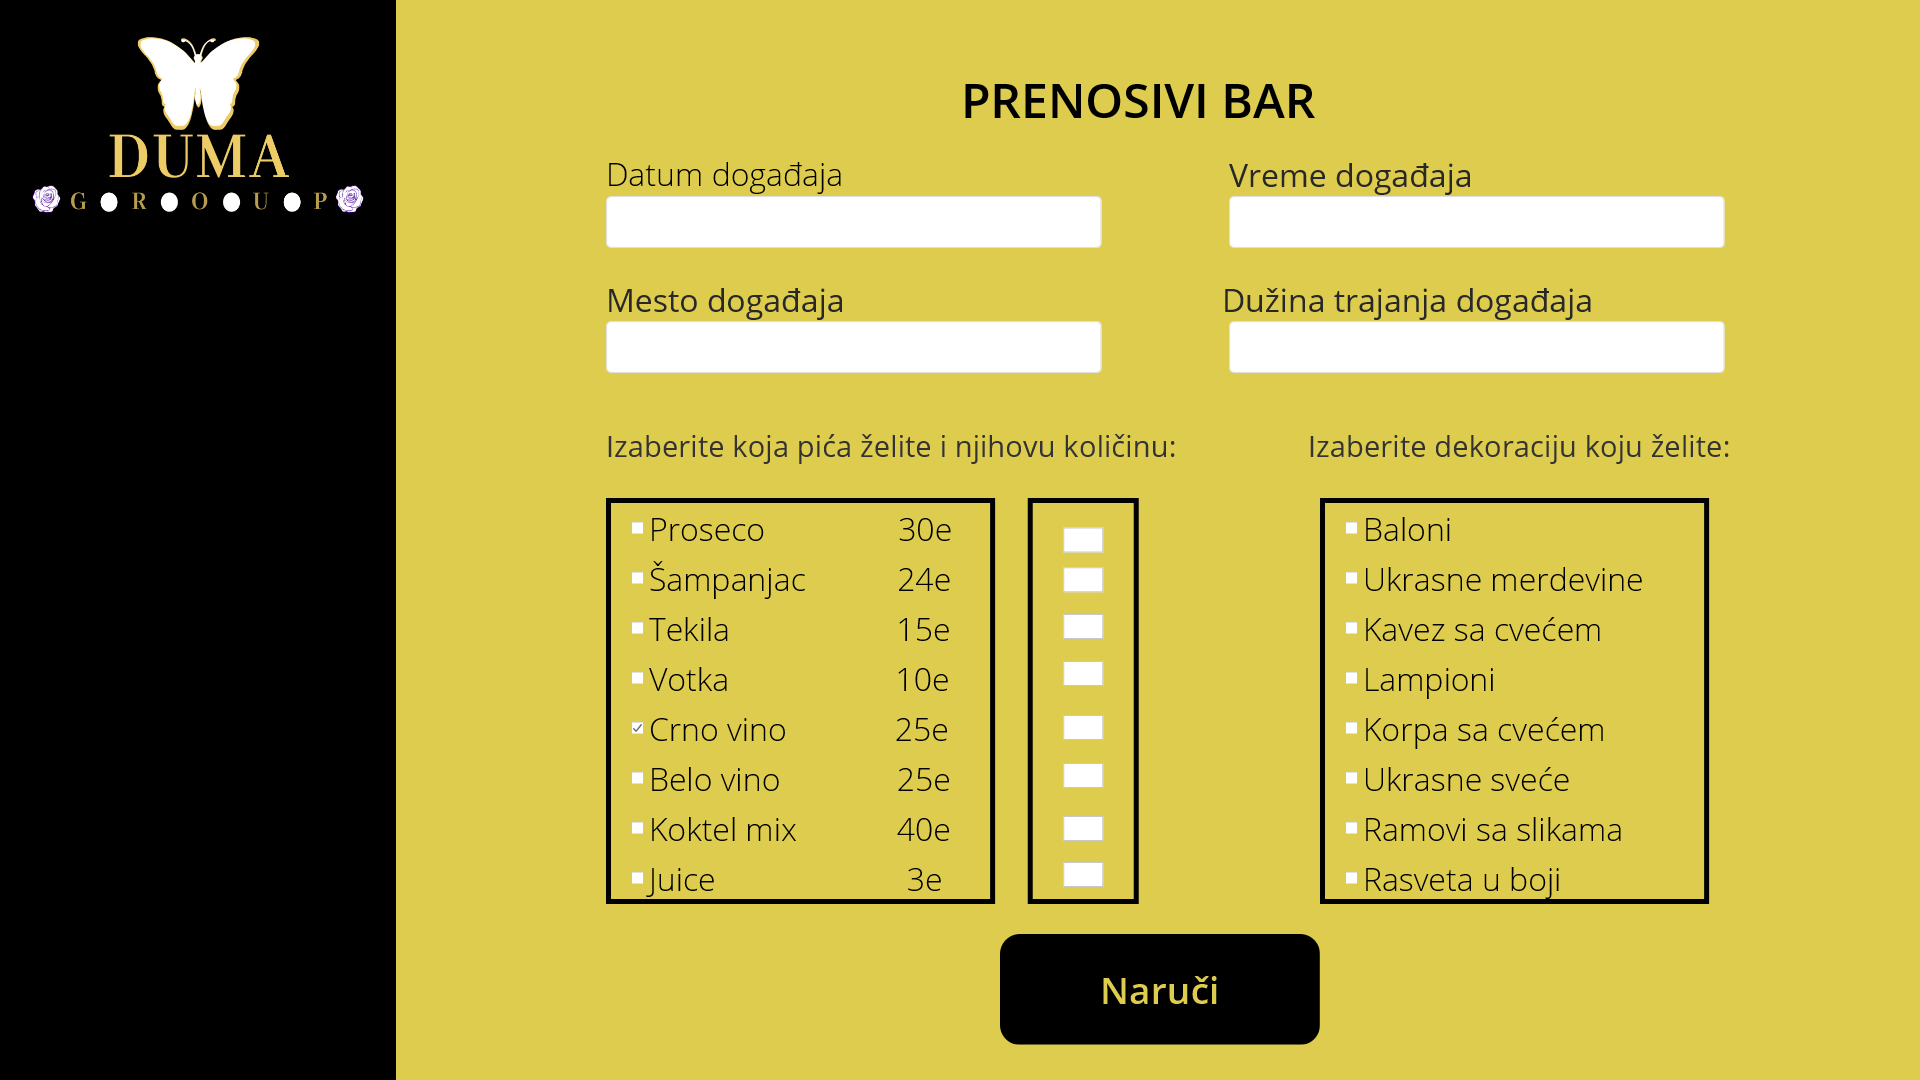 DUMA
G R O U P
PRENOSIVI BAR
Datum događaja
Vreme događaja
Mesto događaja
Dužina trajanja događaja
Izaberite koja pića želite i njihovu količinu:
Izaberite dekoraciju koju želite:
Proseco 30e
Šampanjac 24e
Tekila 15e
Votka 10e
Crno vino 25e
Belo vino 25e
Koktel mix 40e
Juice 3e
Baloni
Ukrasne merdevine
Kavez sa cvećem
Lampioni
Korpa sa cvećem
Ukrasne sveće
Ramovi sa slikama
Rasveta u boji
Naruči